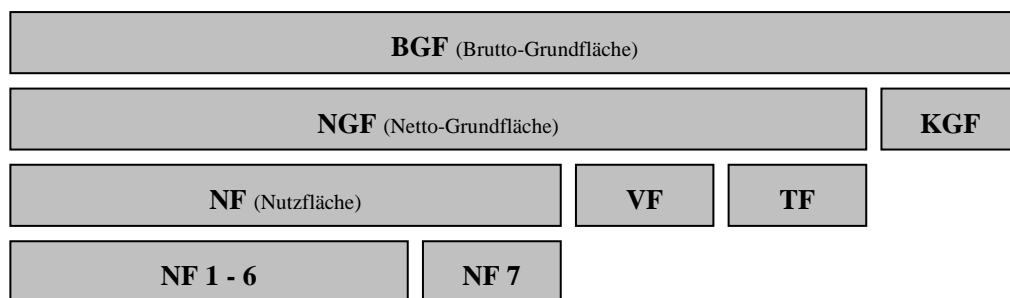 BGF (Brutto-Grundfläche)
NGF (Netto-Grundfläche) KGF
NF (Nutzfläche) VF TF
NF 1 - 6 NF 7